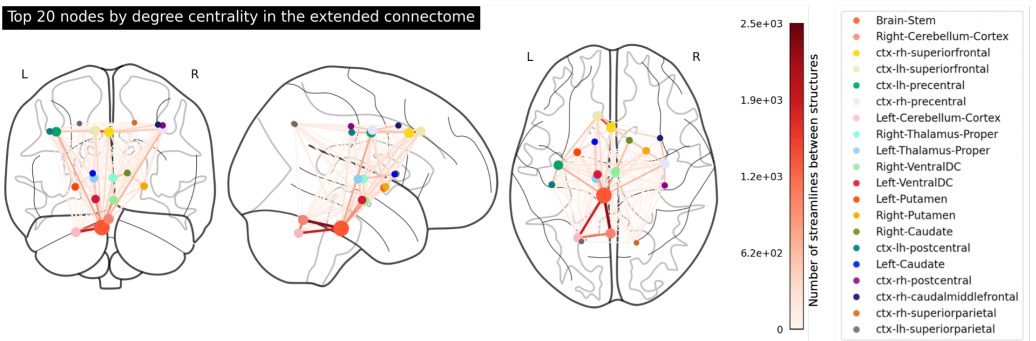 Top 20 nodes by degree centrality in the extended connectome
L
R
L
R
2.5e+03
1.9e+03
1.2e+03
6.2e+02
0
Number of streamlines between structures
Brain-Stem
Right-Cerebellum-Cortex
ctx-rh-superiorfrontal
ctx-lh-superiorfrontal
ctx-lh-precentral
ctx-rh-precentral
Left-Cerebellum-Cortex
Right-Thalamus-Proper
Left-Thalamus-Proper
Right-VentralDC
Left-VentralDC
Left-Putamen
Right-Putamen
Right-Caudate
ctx-lh-postcentral
Left-Caudate
ctx-rh-postcentral
ctx-rh-caudalmiddlefrontal
ctx-rh-superiorparietal
ctx-lh-superiorparietal